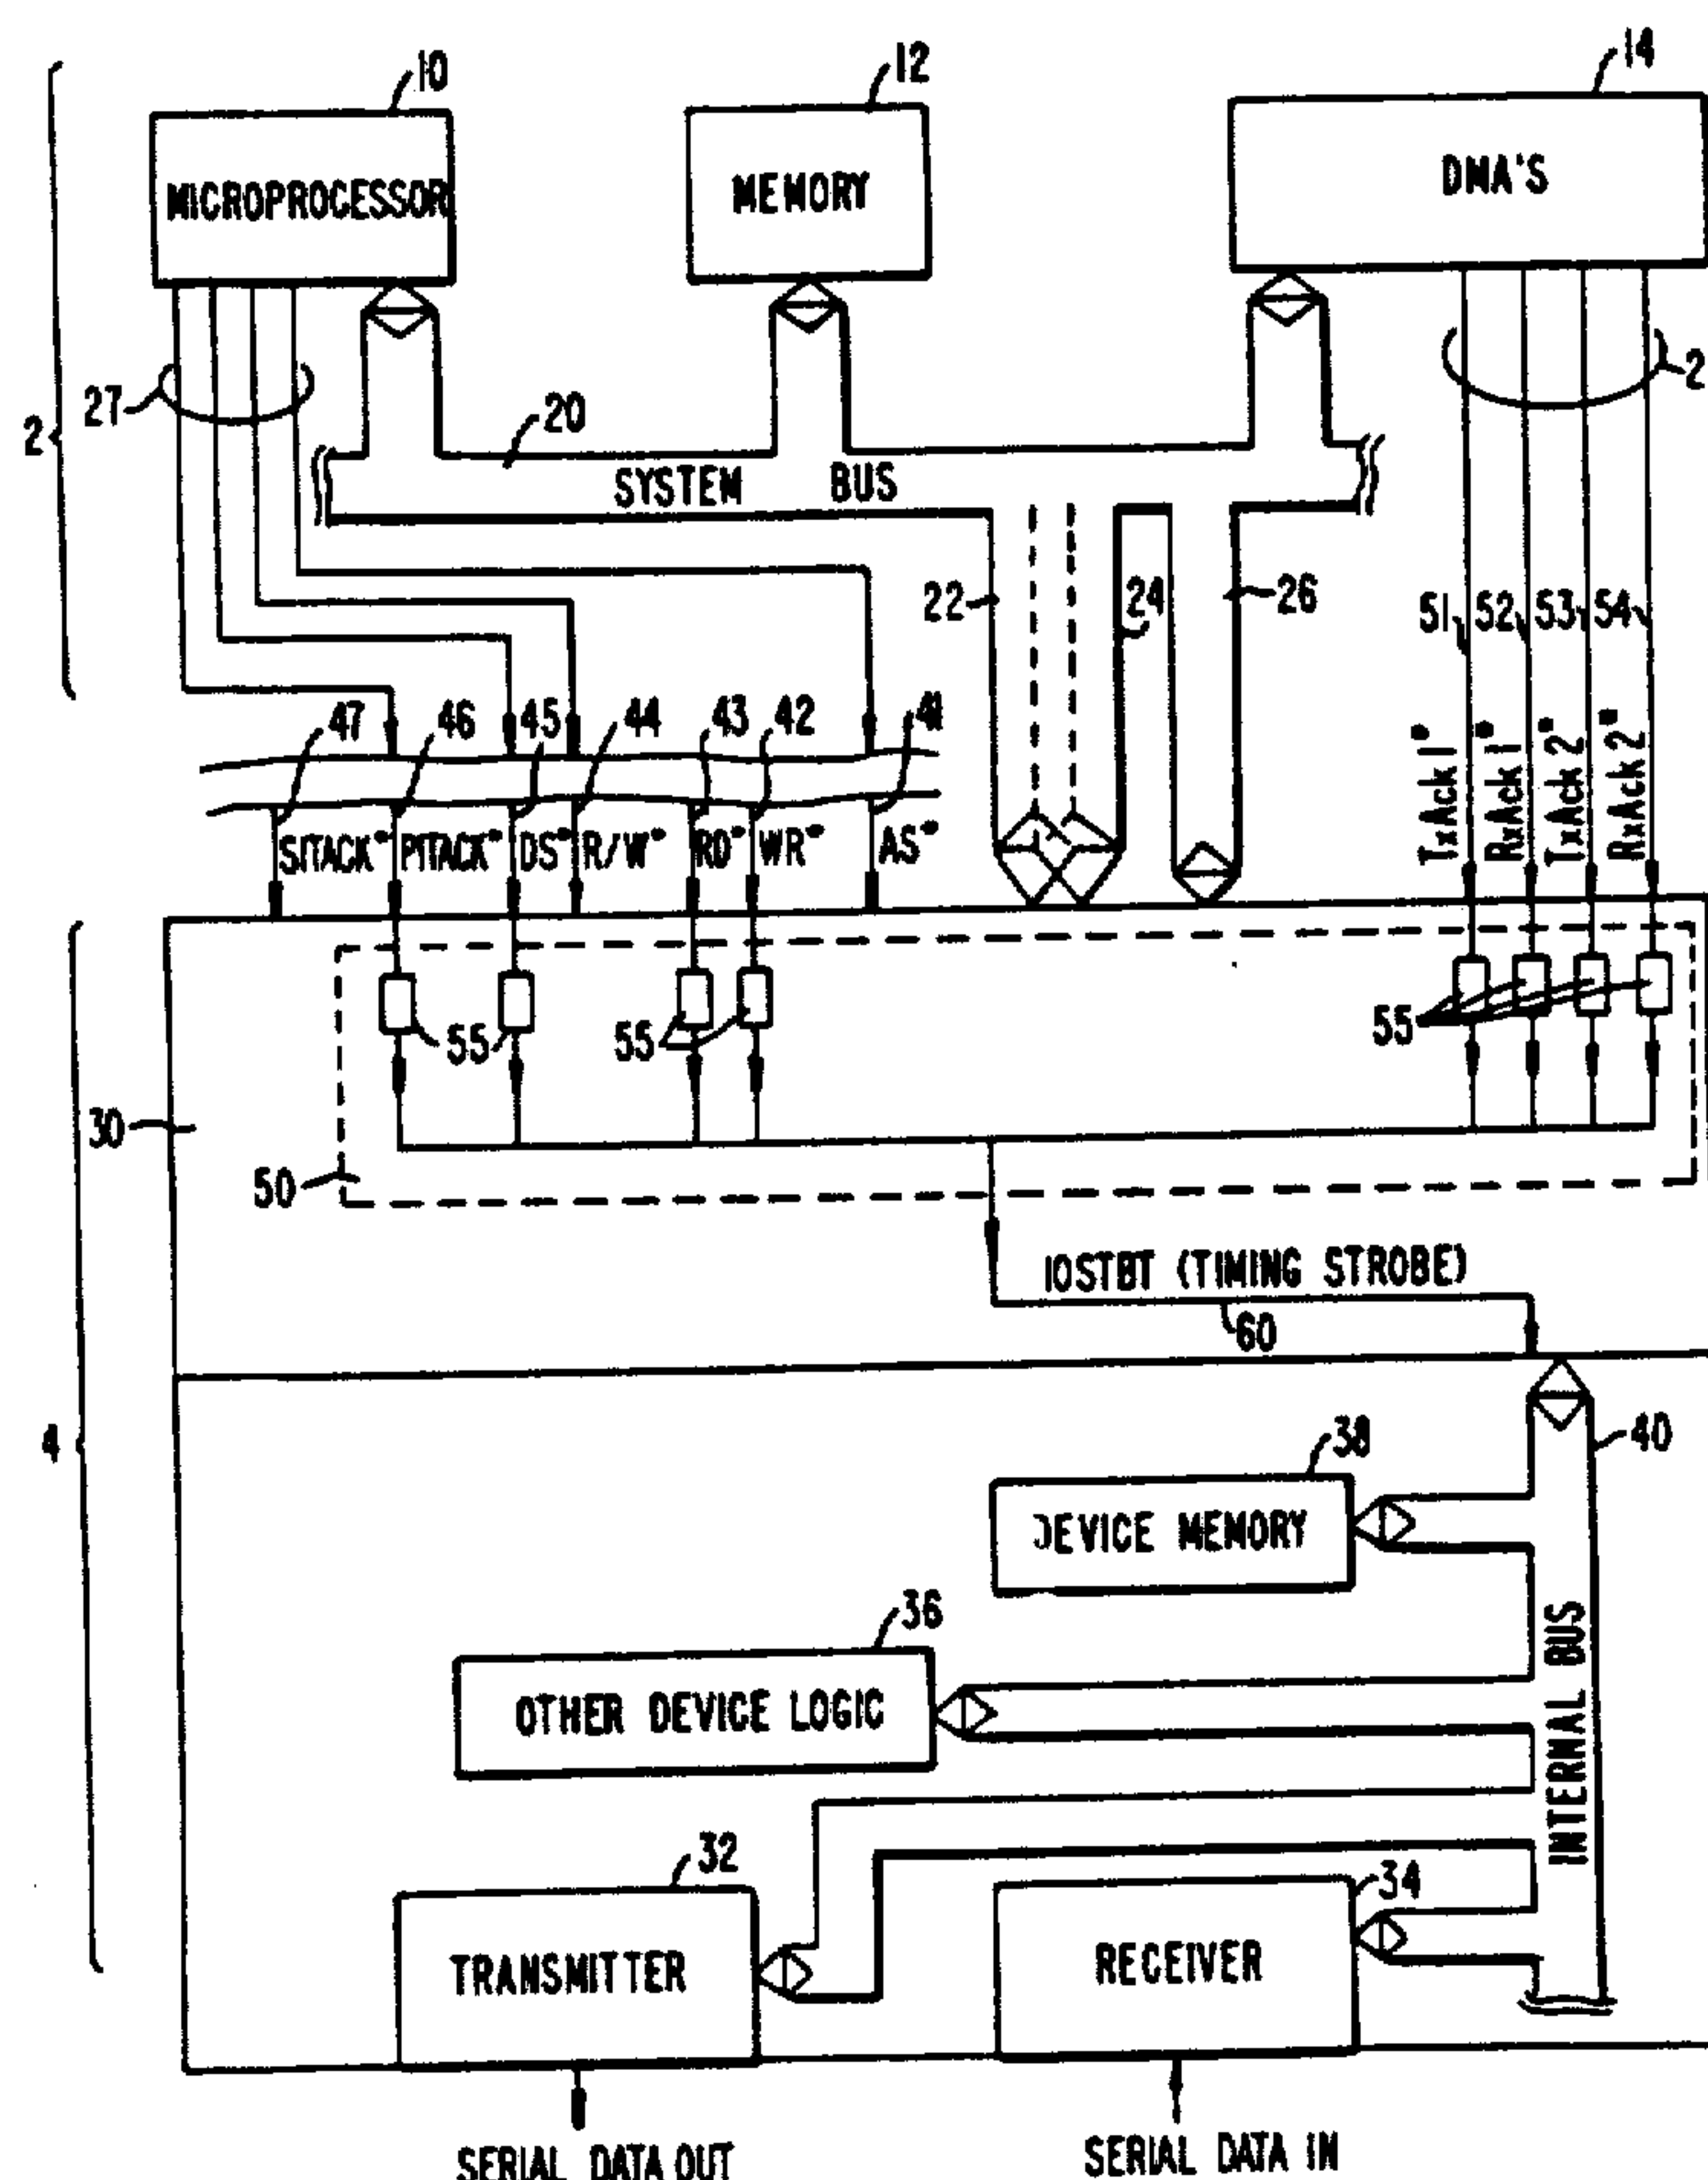 10
12
14
MICROPROCESSOR
MEMORY
DMA'S
27
2
2
20
SYSTEM BUS
22
24
26
51
52
53
54
47
46
45
44
43
42
41
SITACK*
PITACK*
DS*
R/W*
RD*
WR*
AS*
TxAck 1*
RxAck 1*
TxAck 2*
RxAck 2*
55
55
55
30
50
IOSTBT (TIMING STROBE)
60
4
38
40
DEVICE MEMORY
36
OTHER DEVICE LOGIC
INTERNAL BUS
32
34
TRANSMITTER
RECEIVER
SERIAL DATA OUT
SERIAL DATA IN